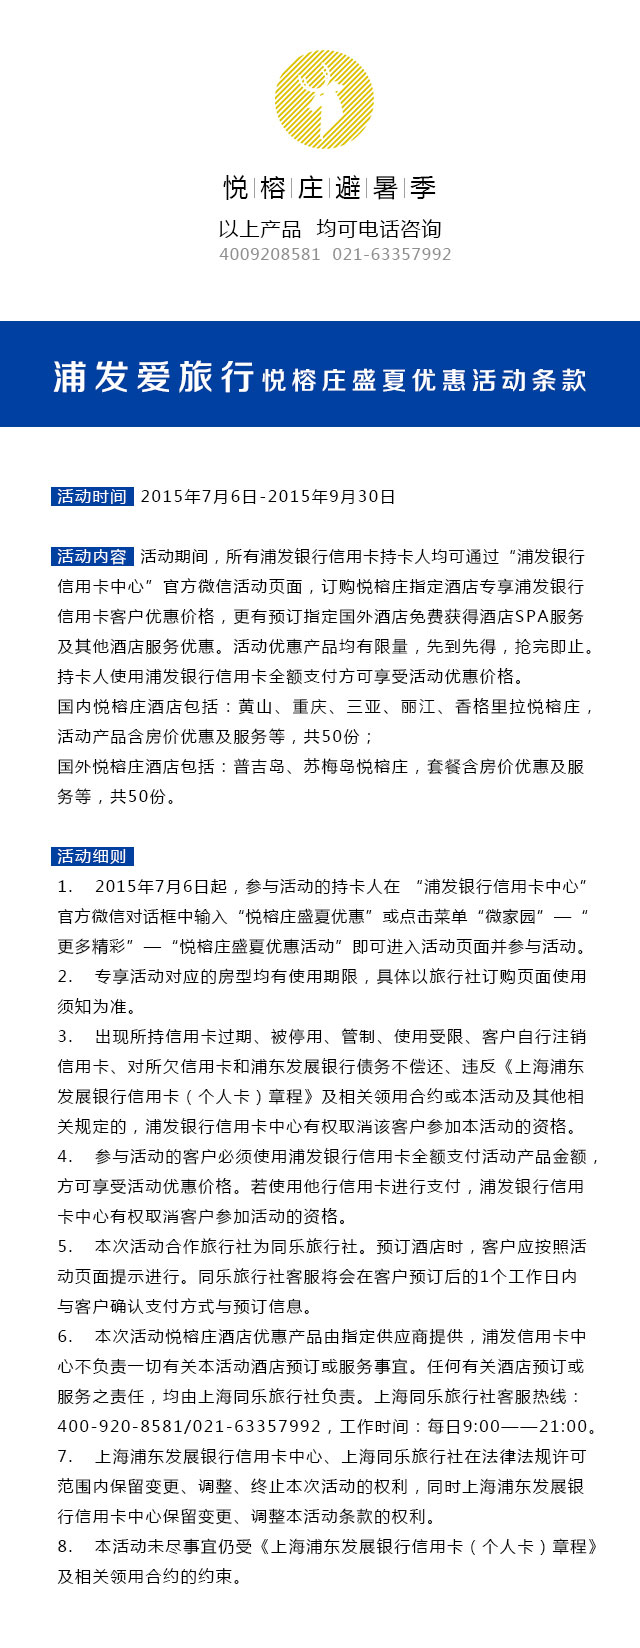 悦|榕|庄|避|暑|季
以上产品 均可电话咨询
4009208581 021-63357992
浦发爱旅行悦榕庄盛夏优惠活动条款
活动时间 2015年7月6日-2015年9月30日
活动内容 活动期间，所有浦发银行信用卡持卡人均可通过“浦发银行
信用卡中心”官方微信活动页面，订购悦榕庄指定酒店专享浦发银行
信用卡客户优惠价格，更有预订指定国外酒店免费获得酒店SPA服务
及其他酒店服务优惠。活动优惠产品均有限量，先到先得，抢完即止。
持卡人使用浦发银行信用卡全额支付方可享受活动优惠价格。
国内悦榕庄酒店包括：黄山、重庆、三亚、丽江、香格里拉悦榕庄，
活动产品含房价优惠及服务等，共50份；
国外悦榕庄酒店包括：普吉岛、苏梅岛悦榕庄，套餐含房价优惠及服
务等，共50份。
活动细则
1. 2015年7月6日起，参与活动的持卡人在 “浦发银行信用卡中心”
官方微信对话框中输入“悦榕庄盛夏优惠”或点击菜单“微家园”—“
更多精彩”—“悦榕庄盛夏优惠活动”即可进入活动页面并参与活动。
2. 专享活动对应的房型均有使用期限，具体以旅行社订购页面使用
须知为准。
3. 出现所持信用卡过期、被停用、管制、使用受限、客户自行注销
信用卡、对所欠信用卡和浦东发展银行债务不偿还、违反《上海浦东
发展银行信用卡（个人卡）章程》及相关领用合约或本活动及其他相
关规定的，浦发银行信用卡中心有权取消该客户参加本活动的资格。
4. 参与活动的客户必须使用浦发银行信用卡全额支付活动产品金额，
方可享受活动优惠价格。若使用他行信用卡进行支付，浦发银行信用
卡中心有权取消客户参加活动的资格。
5. 本次活动合作旅行社为同乐旅行社。预订酒店时，客户应按照活
动页面提示进行。同乐旅行社客服将会在客户预订后的1个工作日内
与客户确认支付方式与预订信息。
6. 本次活动悦榕庄酒店优惠产品由指定供应商提供，浦发信用卡中
心不负责一切有关本活动酒店预订或服务事宜。任何有关酒店预订或
服务之责任，均由上海同乐旅行社负责。上海同乐旅行社客服热线：
400-920-8581/021-63357992，工作时间：每日9:00——21:00。
7. 上海浦东发展银行信用卡中心、上海同乐旅行社在法律法规许可
范围内保留变更、调整、终止本次活动的权利，同时上海浦东发展银
行信用卡中心保留变更、调整本活动条款的权利。
8. 本活动未尽事宜仍受《上海浦东发展银行信用卡（个人卡）章程》
及相关领用合约的约束。